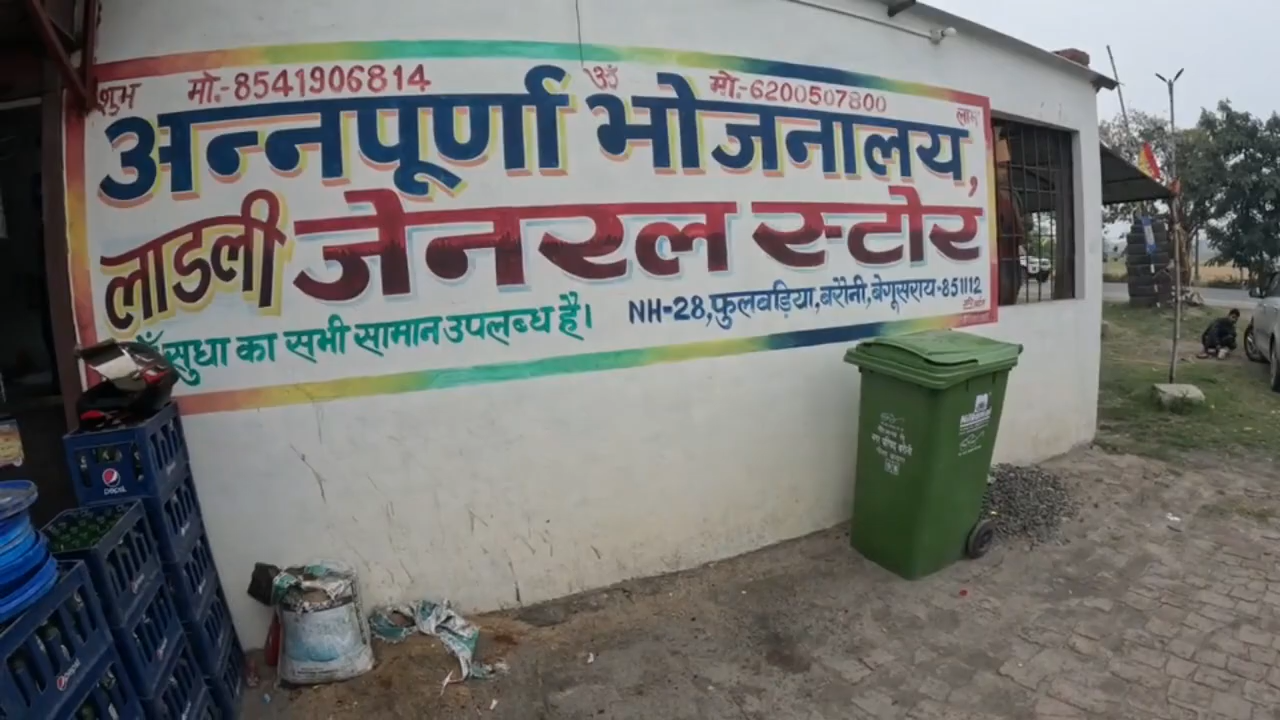 शुभ मो.-8541906814 ॐ मो.-6200507800 लाभ
अन्नपूर्णा भोजनालय,
लाडली जेनरल स्टोर
सुधा का सभी सामान उपलब्ध है। NH-28,फुलवड़िया,बरौनी,बेगूसराय-851112
pepsi